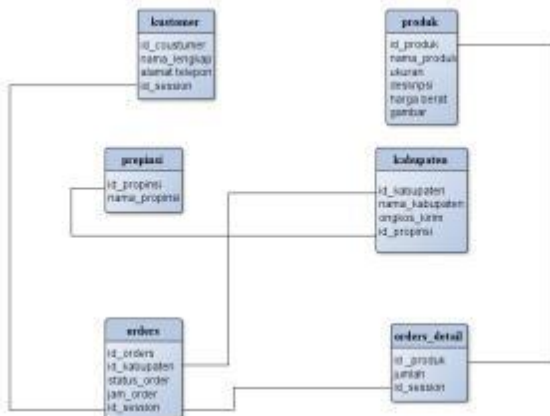 kustomer
id_coustumer
nama_lengkap
alamat telepon
id_session
produk
id_produk
nama_produk
ukuran
deskripsi
harga berat
gambar
propinsi
id_propinsi
nama_propinsi
kabupaten
id_kabupaten
nama_kabupaten
ongkos_kirim
id_propinsi
orders
id_orders
id_kabupaten
status_order
jam_order
id_session
orders_detail
id_produk
jumlah
id_session